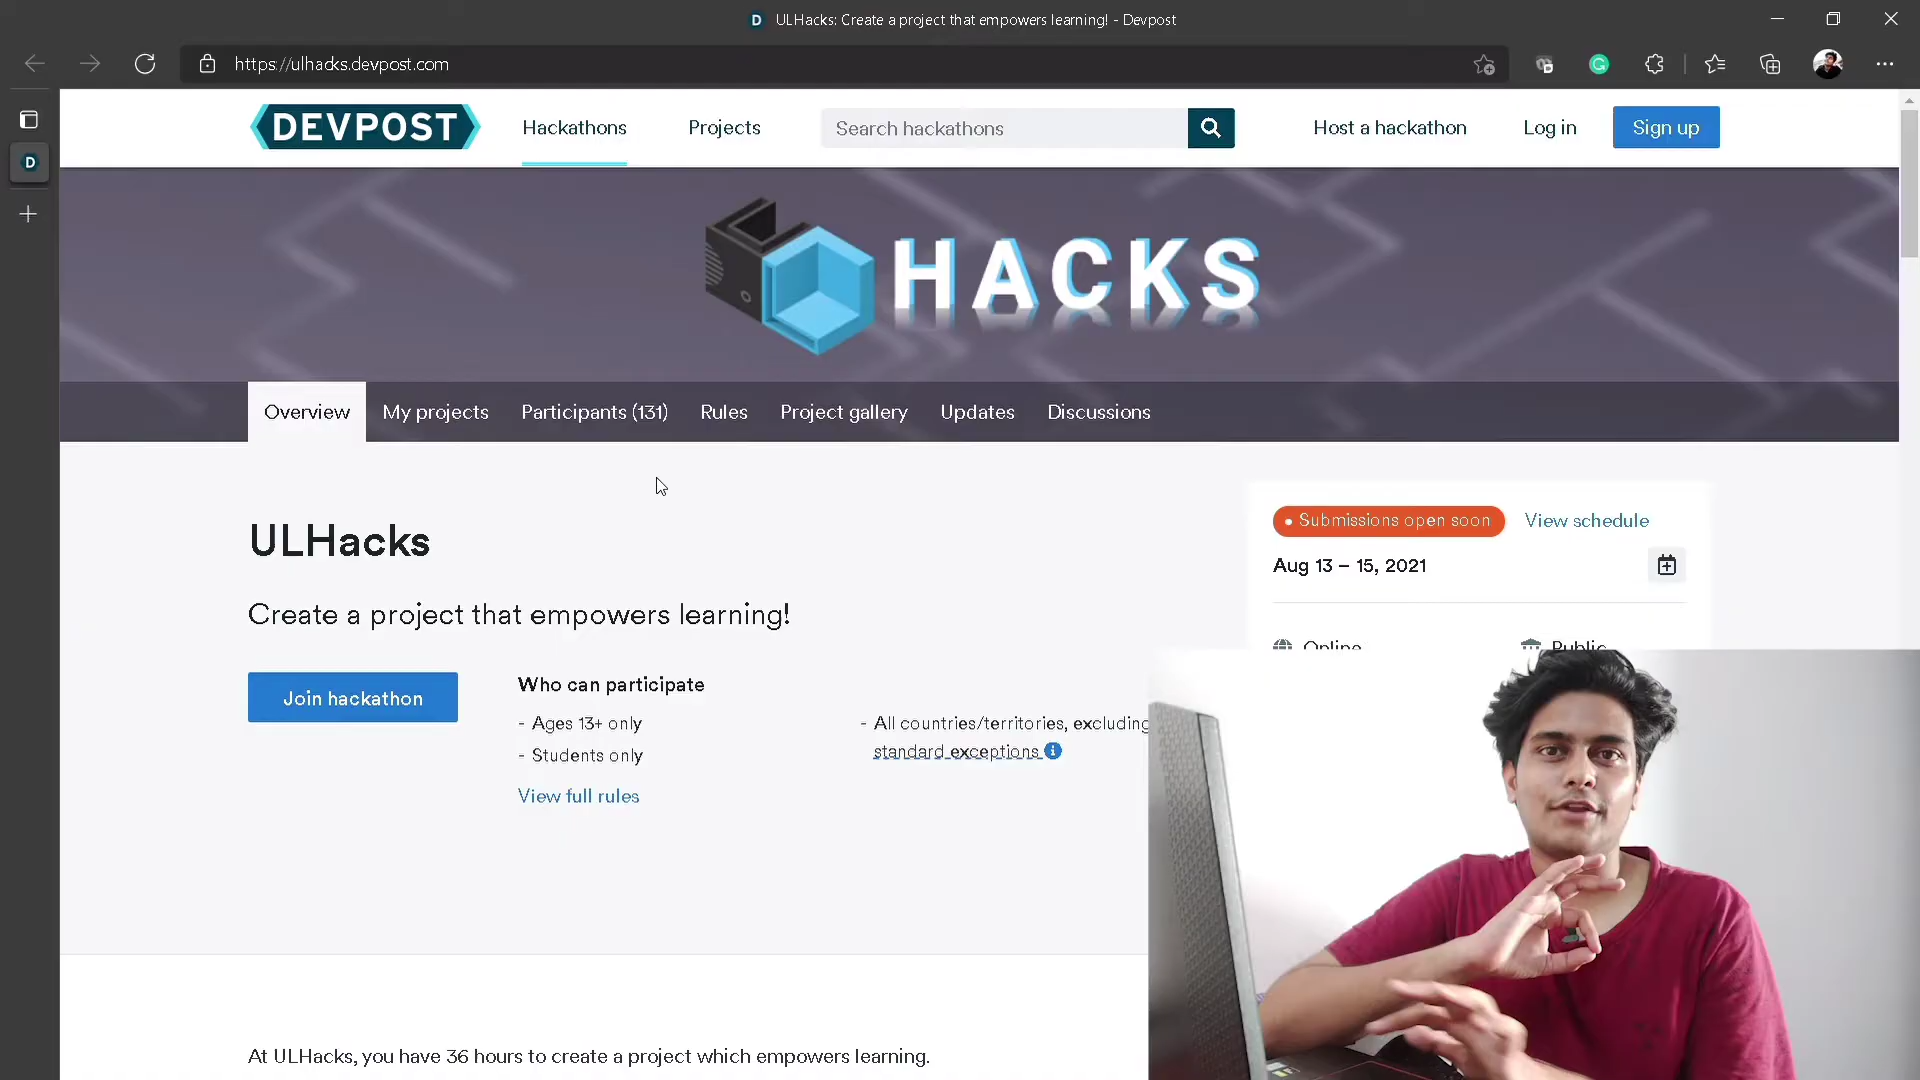 ULHacks: Create a project that empowers learning! - Devpost
https://ulhacks.devpost.com
DEVPOST
Hackathons
Projects
Search hackathons
Host a hackathon
Log in
Sign up
HACKS
Overview
My projects
Participants (131)
Rules
Project gallery
Updates
Discussions
ULHacks
Create a project that empowers learning!
Join hackathon
Who can participate
- Ages 13+ only
- Students only
View full rules
- All countries/territories, excluding
standard exceptions
Submissions open soon
View schedule
Aug 13 – 15, 2021
Online
Public
At ULHacks, you have 36 hours to create a project which empowers learning.